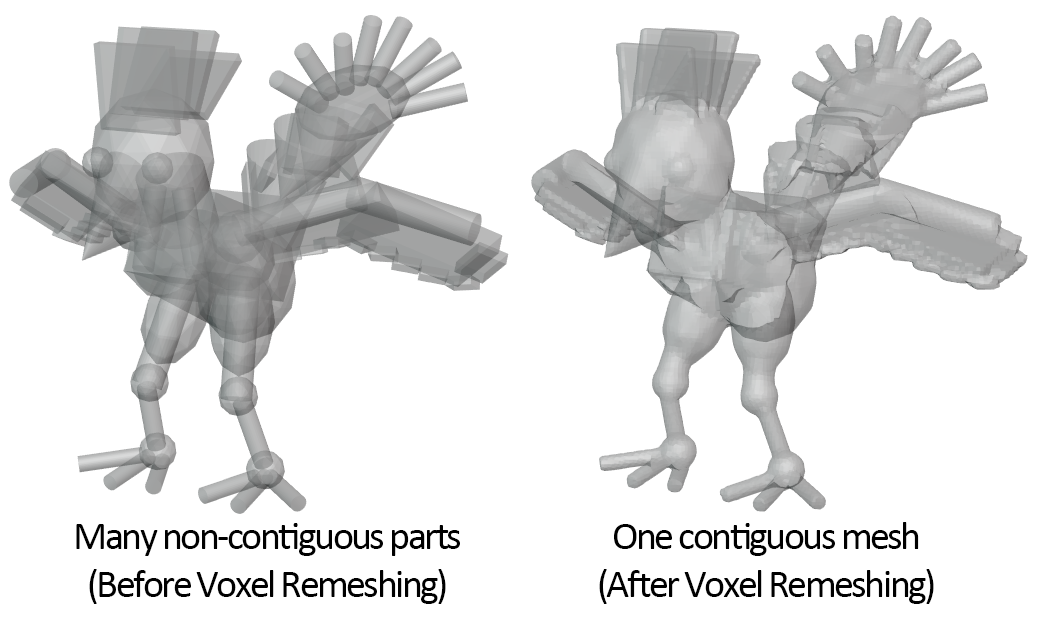 Many non-contiguous parts
(Before Voxel Remeshing)
One contiguous mesh
(After Voxel Remeshing)